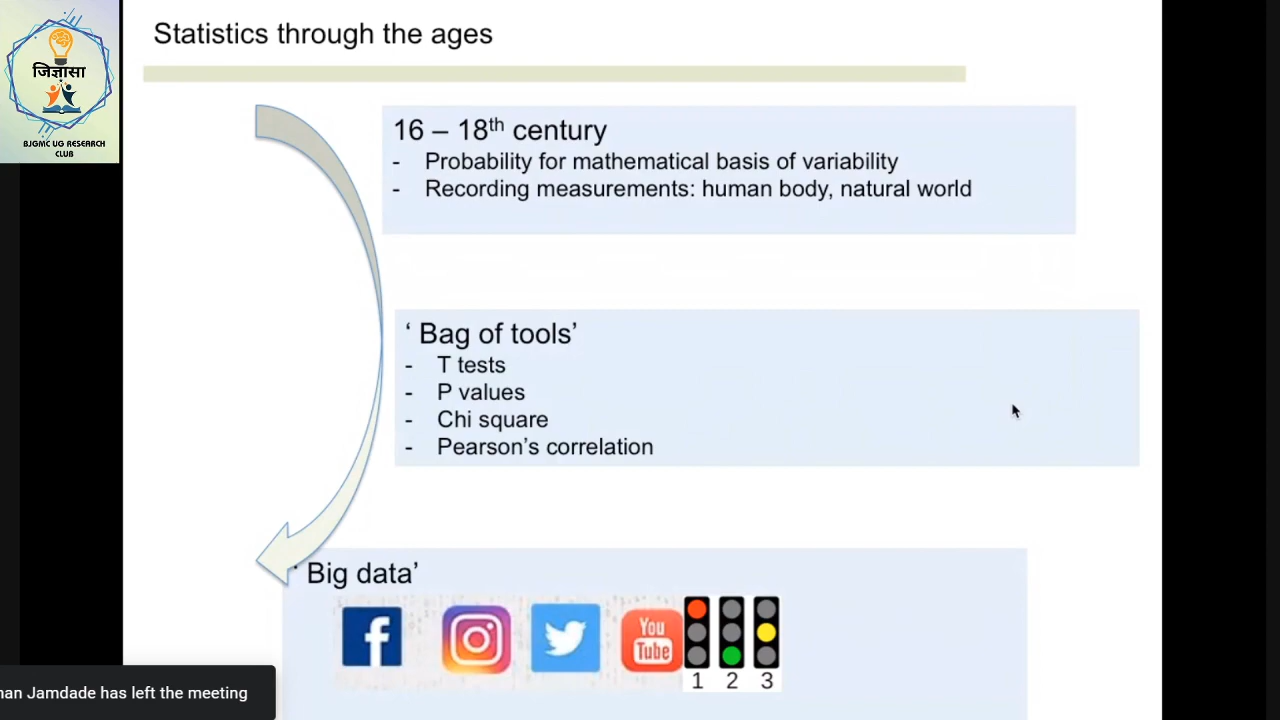 Statistics through the ages
जिज्ञासा
BJGMC UG RESEARCH
CLUB
16 – 18th century
- Probability for mathematical basis of variability
- Recording measurements: human body, natural world
‘ Bag of tools’
- T tests
- P values
- Chi square
- Pearson’s correlation
‘ Big data’
f
You
Tube
1 2 3
Jamdade has left the meeting